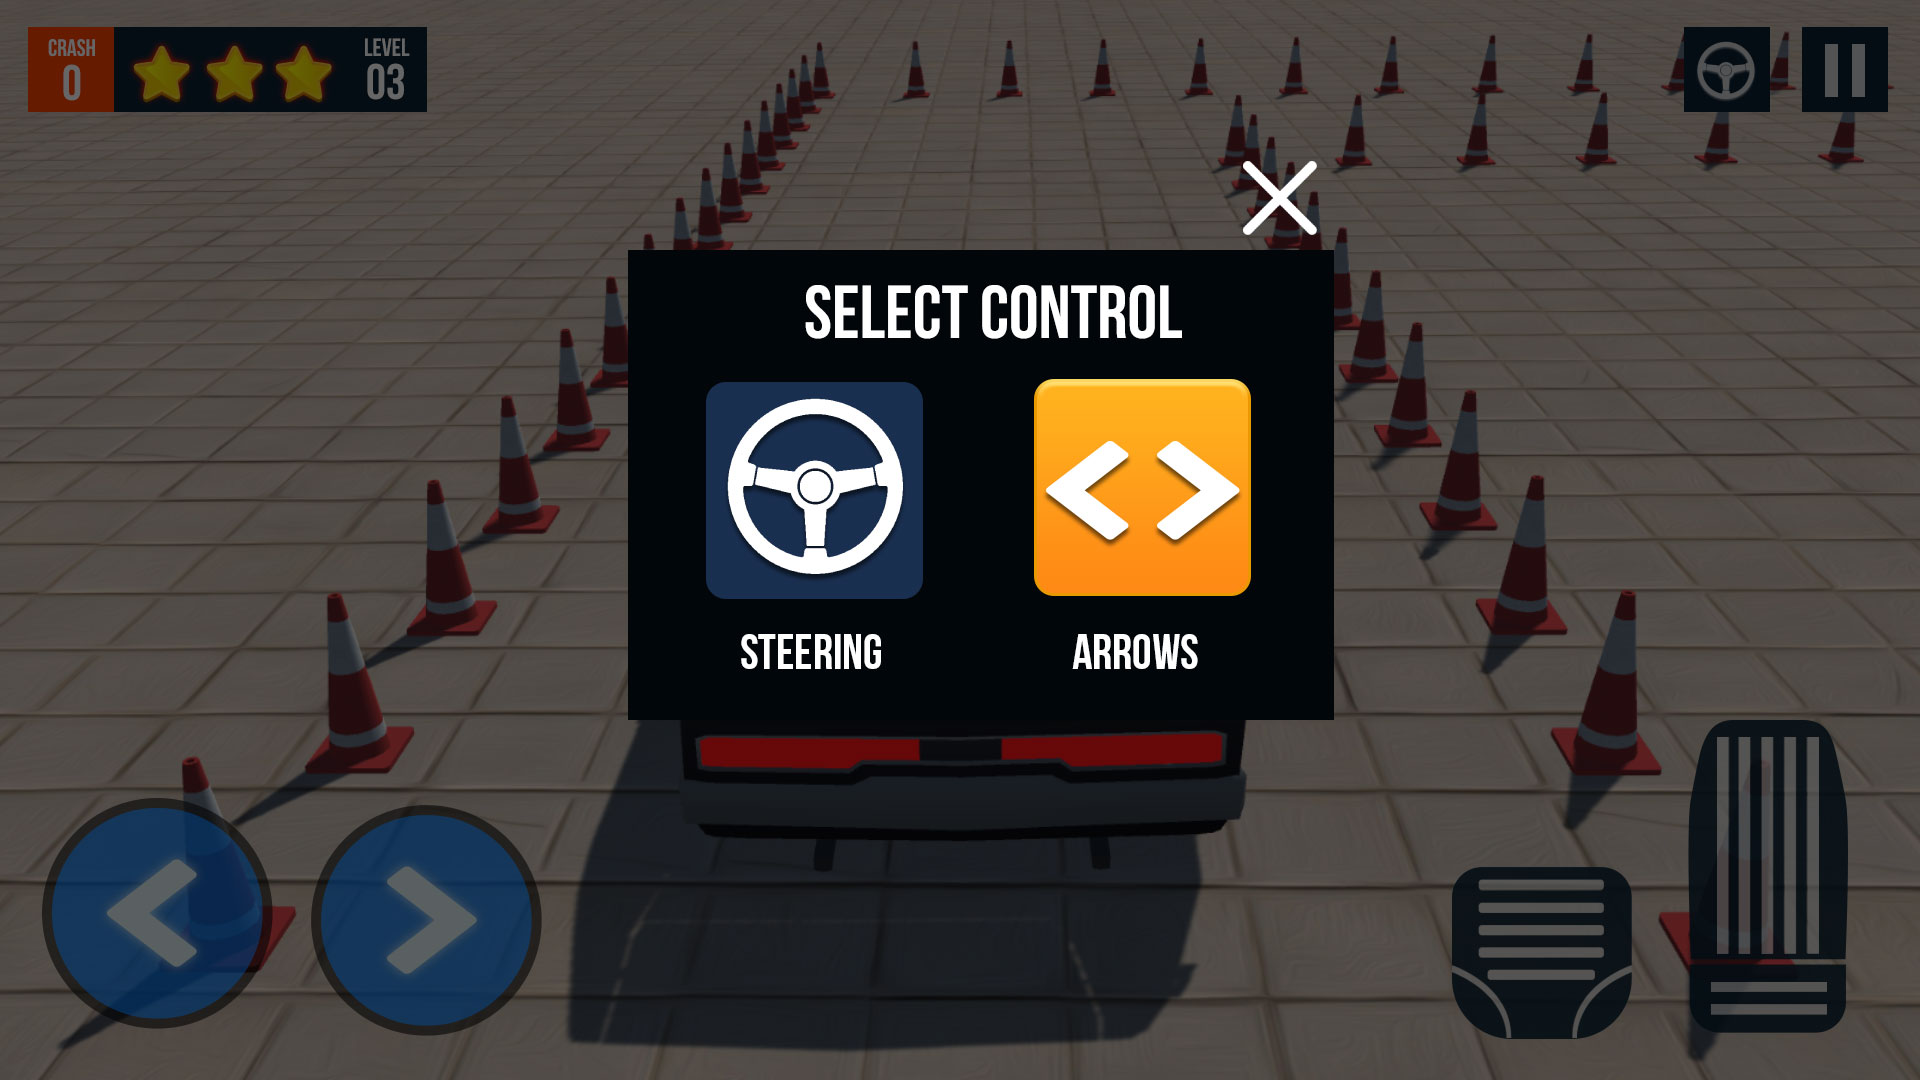 CRASH
0
LEVEL
03
SELECT CONTROL
STEERING
ARROWS